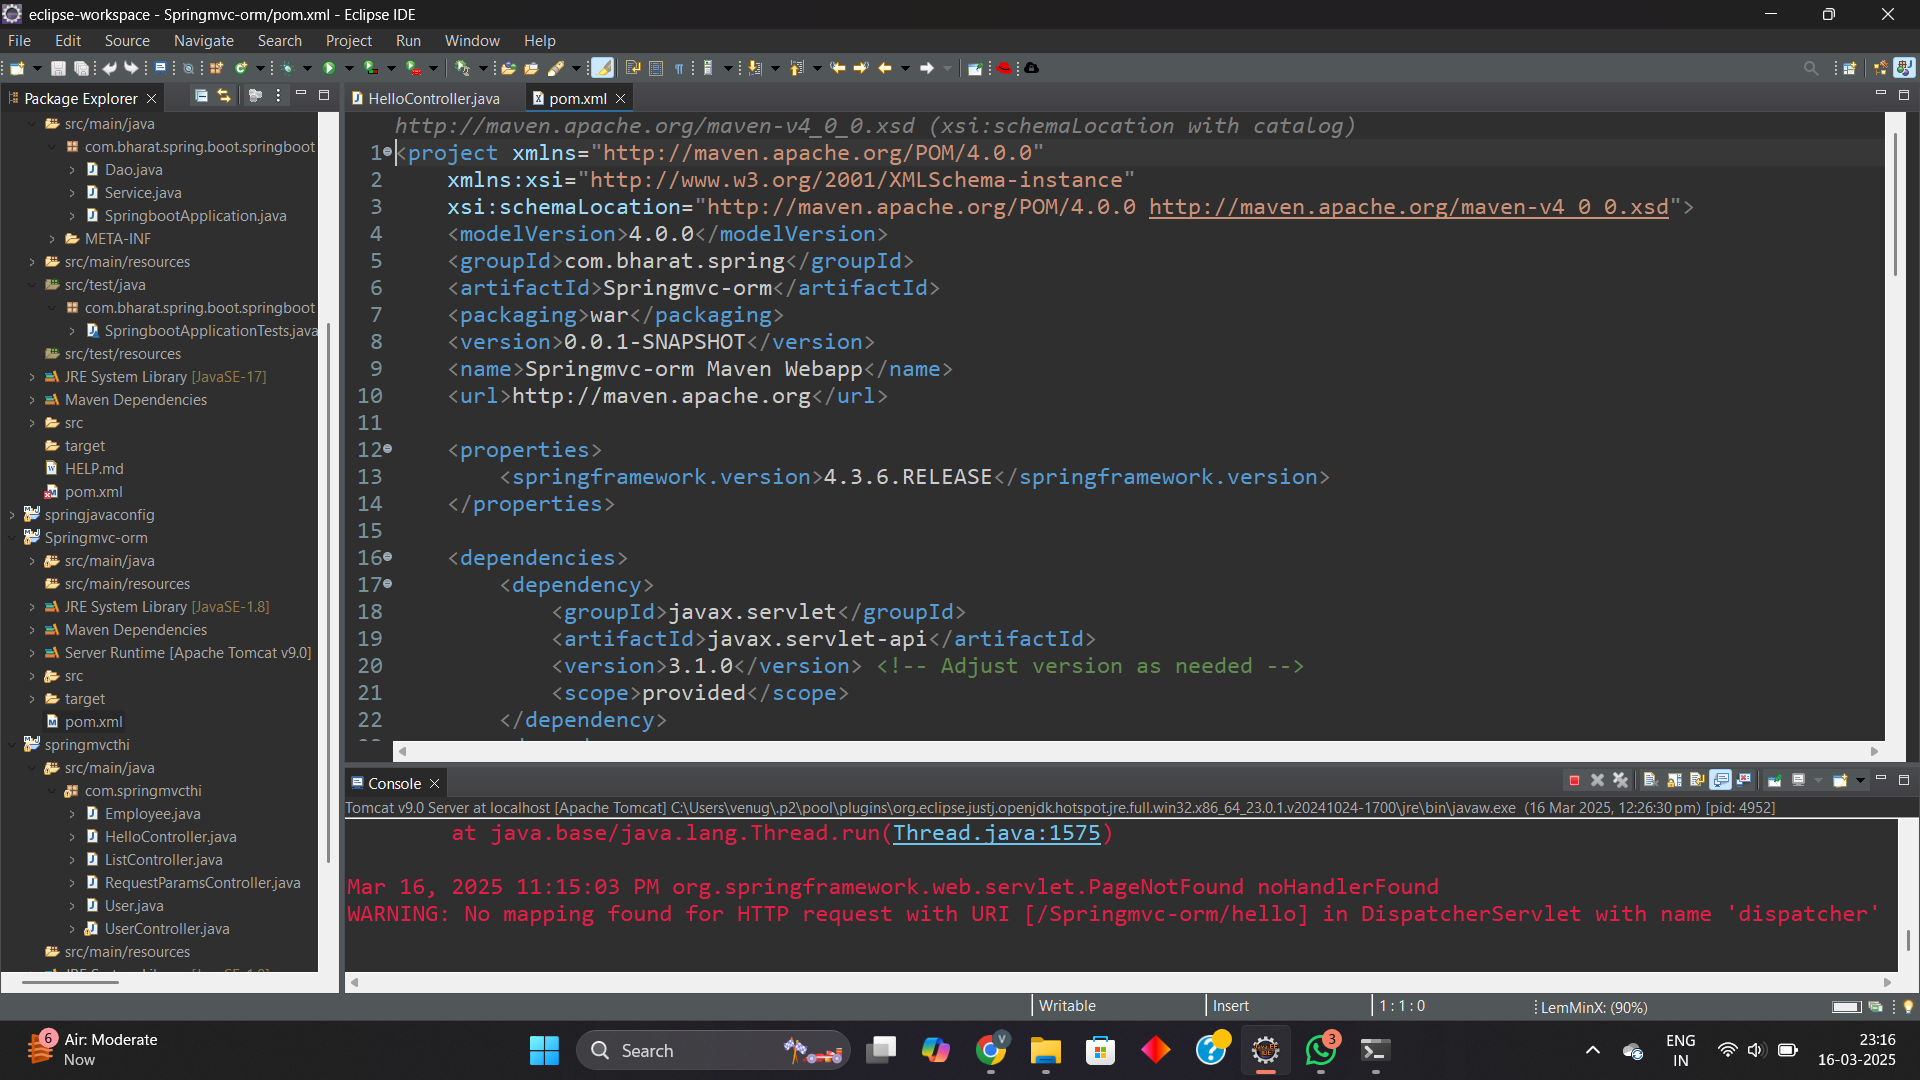 eclipse-workspace - Springmvc-orm/pom.xml - Eclipse IDE
File Edit Source Navigate Search Project Run Window Help
Package Explorer
HelloController.java
pom.xml
src/main/java
com.bharat.spring.boot.springboot
Dao.java
Service.java
SpringbootApplication.java
META-INF
src/main/resources
src/test/java
com.bharat.spring.boot.springboot
SpringbootApplicationTests.java
src/test/resources
JRE System Library [JavaSE-17]
Maven Dependencies
src
target
HELP.md
pom.xml
springjavaconfig
Springmvc-orm
src/main/java
src/main/resources
JRE System Library [JavaSE-1.8]
Maven Dependencies
Server Runtime [Apache Tomcat v9.0]
src
target
pom.xml
springmvcthi
src/main/java
com.springmvcthi
Employee.java
HelloController.java
ListController.java
RequestParamsController.java
User.java
UserController.java
src/main/resources
http://maven.apache.org/maven-v4_0_0.xsd (xsi:schemaLocation with catalog)
1 <project xmlns="http://maven.apache.org/POM/4.0.0"
2 xmlns:xsi="http://www.w3.org/2001/XMLSchema-instance"
3 xsi:schemaLocation="http://maven.apache.org/POM/4.0.0 http://maven.apache.org/maven-v4_0_0.xsd">
4 <modelVersion>4.0.0</modelVersion>
5 <groupId>com.bharat.spring</groupId>
6 <artifactId>Springmvc-orm</artifactId>
7 <packaging>war</packaging>
8 <version>0.0.1-SNAPSHOT</version>
9 <name>Springmvc-orm Maven Webapp</name>
10 <url>http://maven.apache.org</url>
11
12 <properties>
13 <springframework.version>4.3.6.RELEASE</springframework.version>
14 </properties>
15
16 <dependencies>
17 <dependency>
18 <groupId>javax.servlet</groupId>
19 <artifactId>javax.servlet-api</artifactId>
20 <version>3.1.0</version> <!-- Adjust version as needed -->
21 <scope>provided</scope>
22 </dependency>
Console
Tomcat v9.0 Server at localhost [Apache Tomcat] C:\Users\venug\.p2\pool\plugins\org.eclipse.justj.openjdk.hotspot.jre.full.win32.x86_64_23.0.1.v20241024-1700\jre\bin\javaw.exe (16 Mar 2025, 12:26:30 pm) [pid: 4952]
at java.base/java.lang.Thread.run(Thread.java:1575)
Mar 16, 2025 11:15:03 PM org.springframework.web.servlet.PageNotFound noHandlerFound
WARNING: No mapping found for HTTP request with URI [/Springmvc-orm/hello] in DispatcherServlet with name 'dispatcher'
Writable
Insert
1 : 1 : 0
LemMinX: (90%)
6
Air: Moderate
Now
Search
V
3
ENG
IN
23:16
16-03-2025